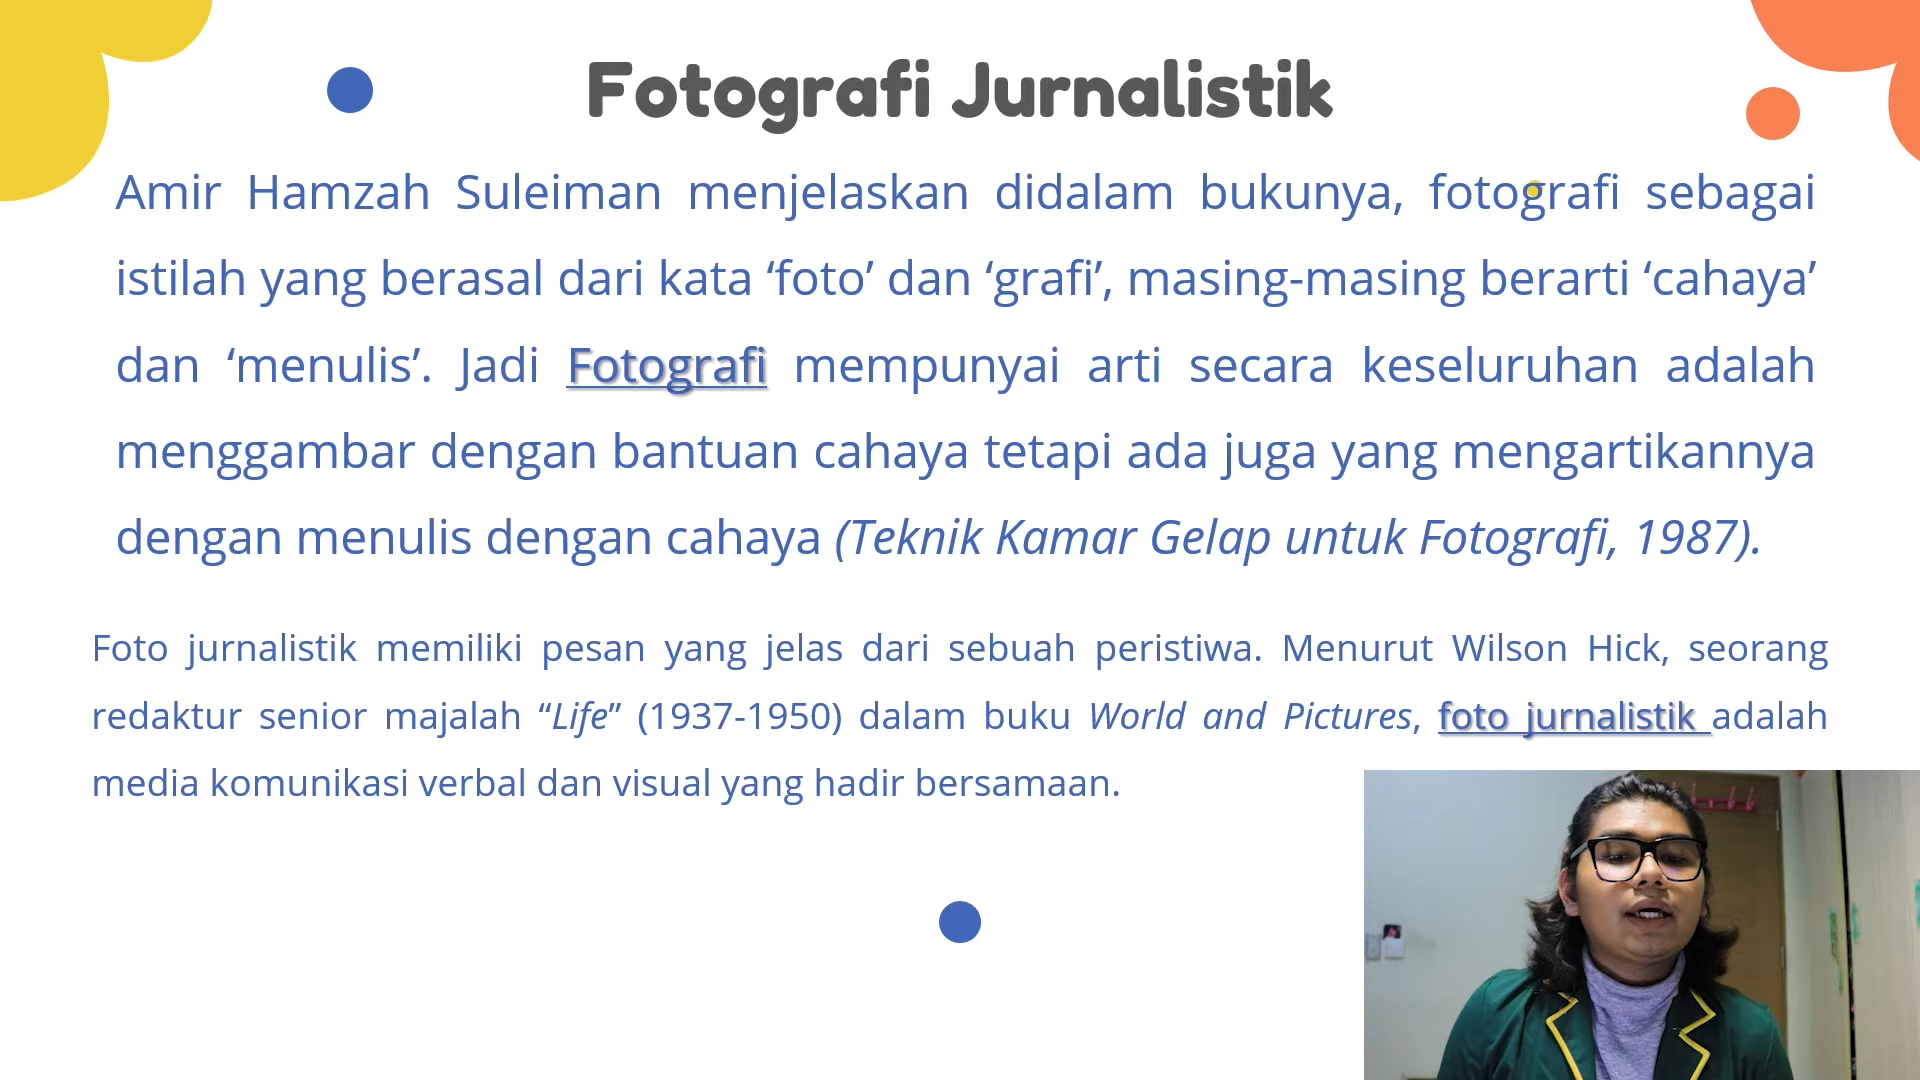 Fotografi Jurnalistik
Amir Hamzah Suleiman menjelaskan didalam bukunya, fotografi sebagai
istilah yang berasal dari kata ‘foto’ dan ‘grafi’, masing-masing berarti ‘cahaya’
dan ‘menulis’. Jadi Fotografi mempunyai arti secara keseluruhan adalah
menggambar dengan bantuan cahaya tetapi ada juga yang mengartikannya
dengan menulis dengan cahaya (Teknik Kamar Gelap untuk Fotografi, 1987).
Foto jurnalistik memiliki pesan yang jelas dari sebuah peristiwa. Menurut Wilson Hick, seorang
redaktur senior majalah “Life” (1937-1950) dalam buku World and Pictures, foto jurnalistik adalah
media komunikasi verbal dan visual yang hadir bersamaan.